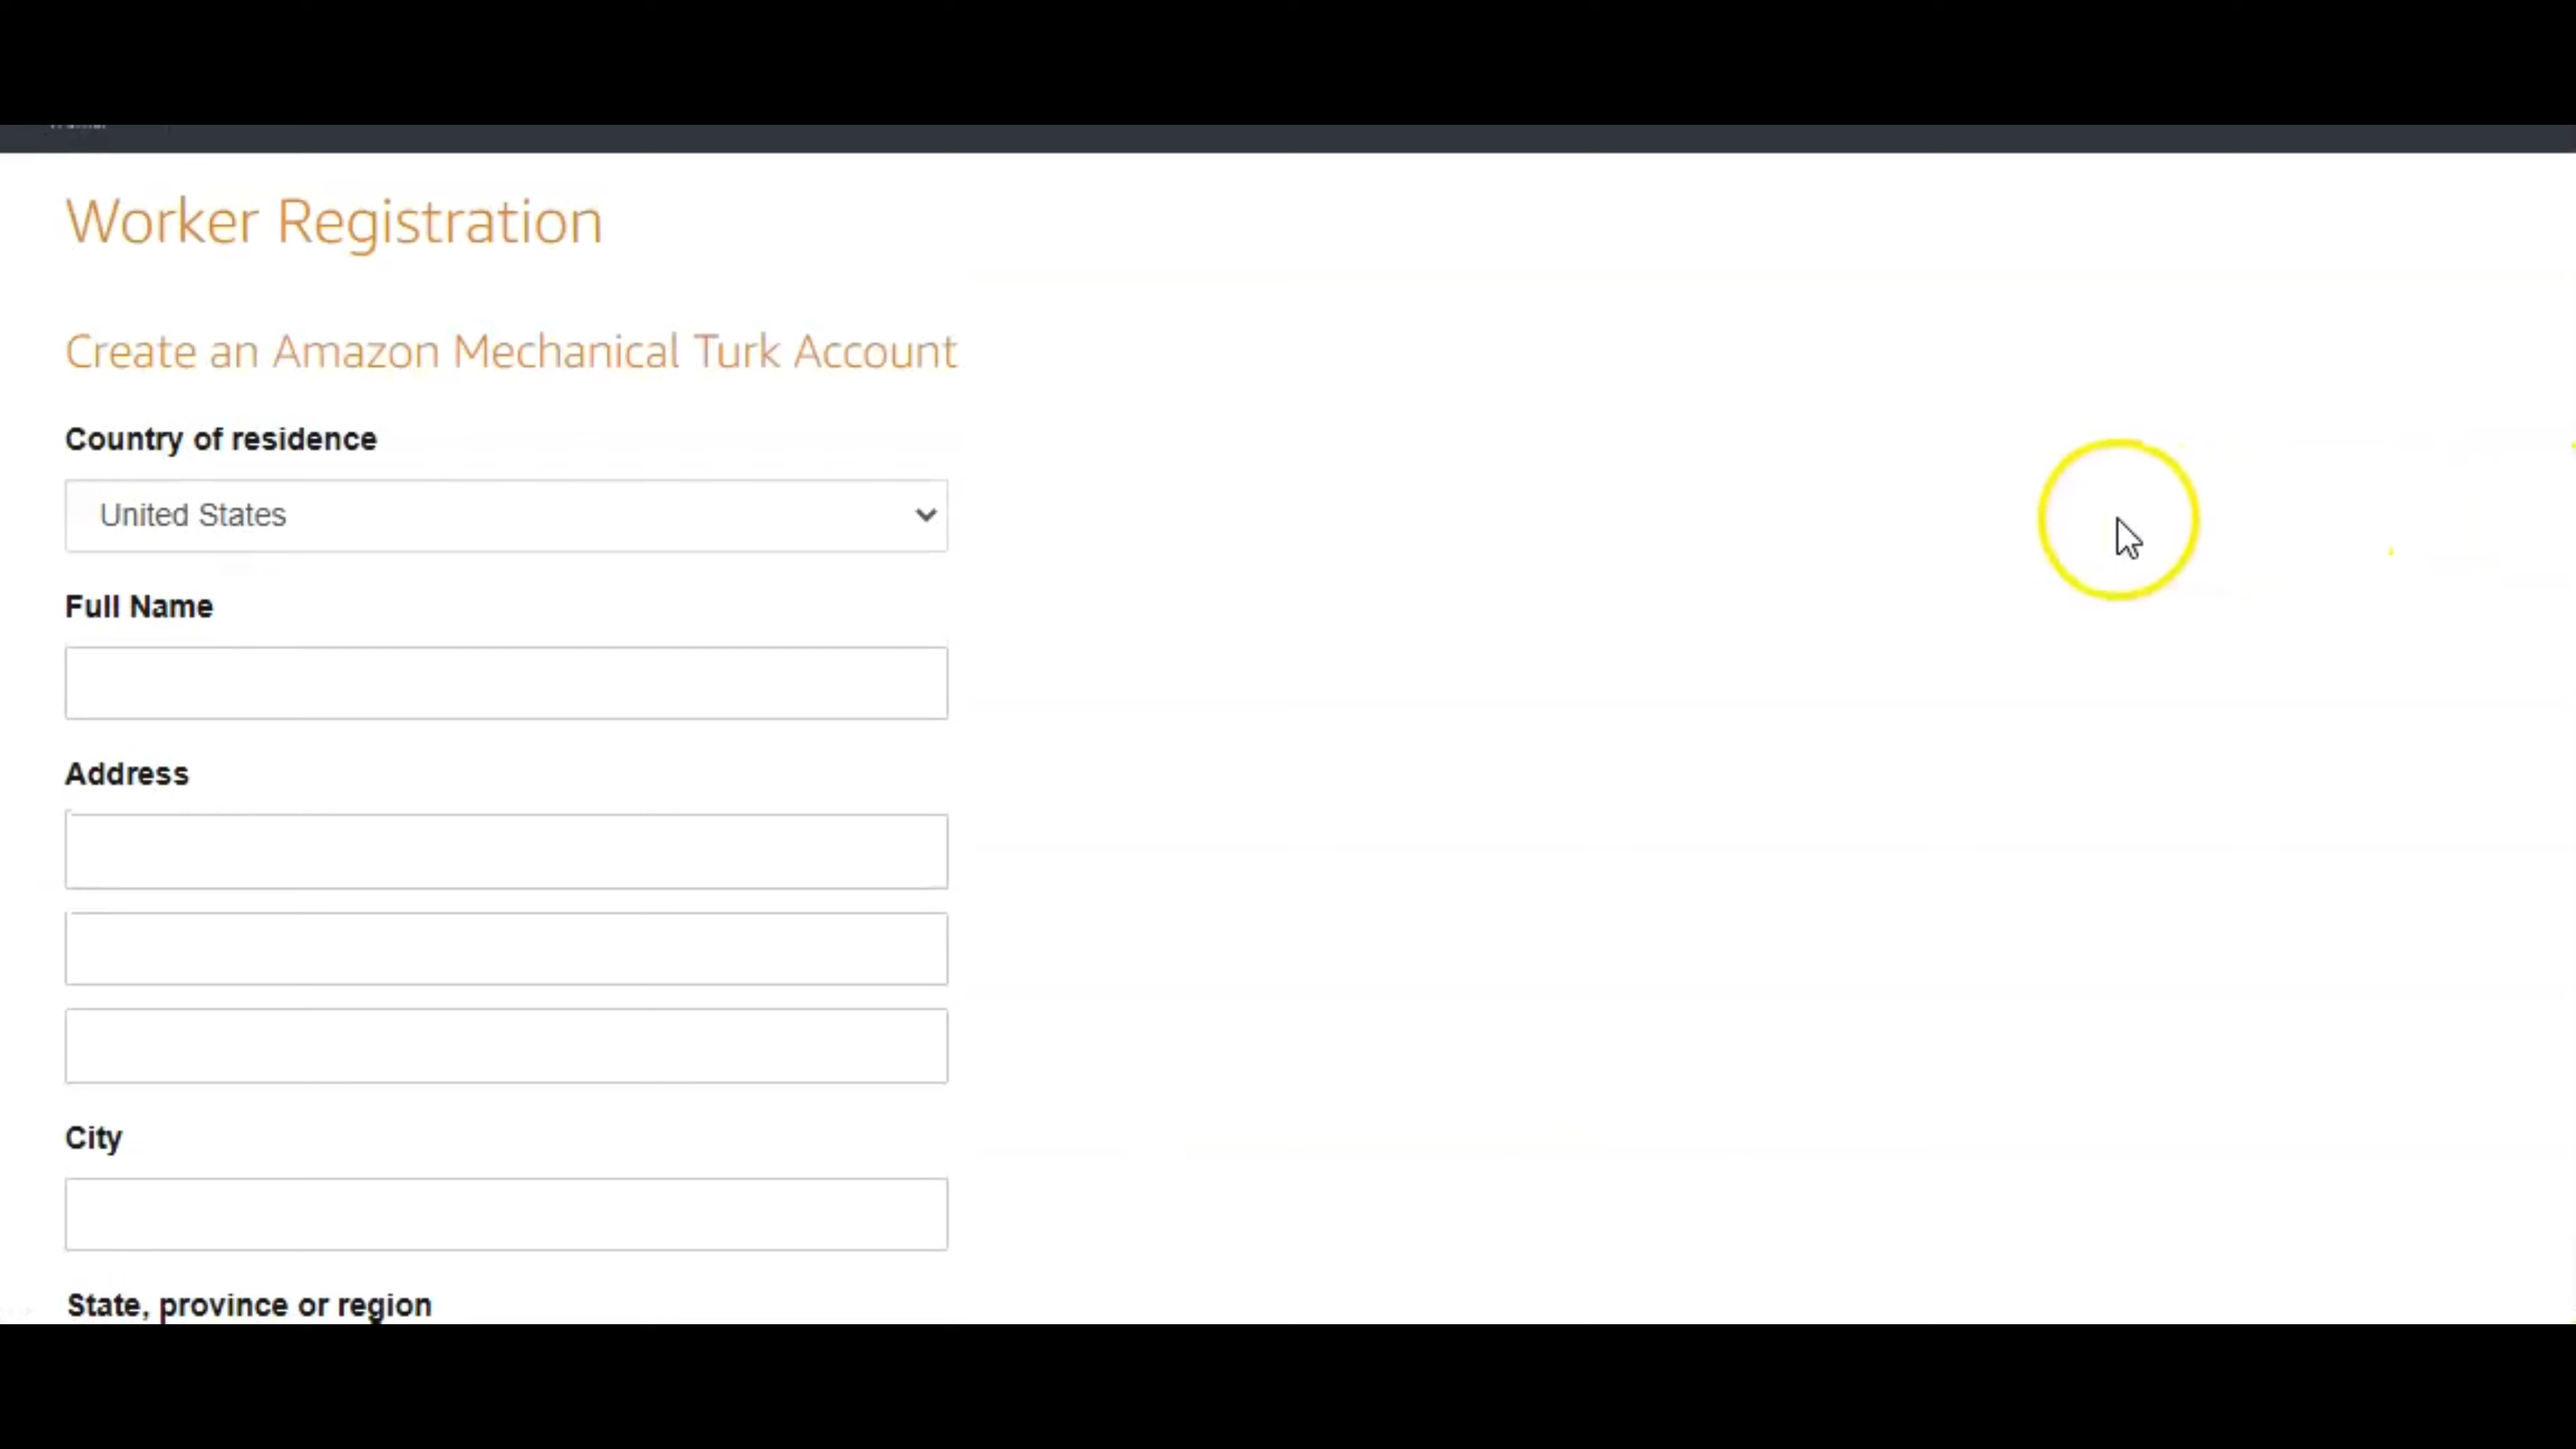 Worker Registration
Create an Amazon Mechanical Turk Account
Country of residence
United States
Full Name
Address
City
State, province or region